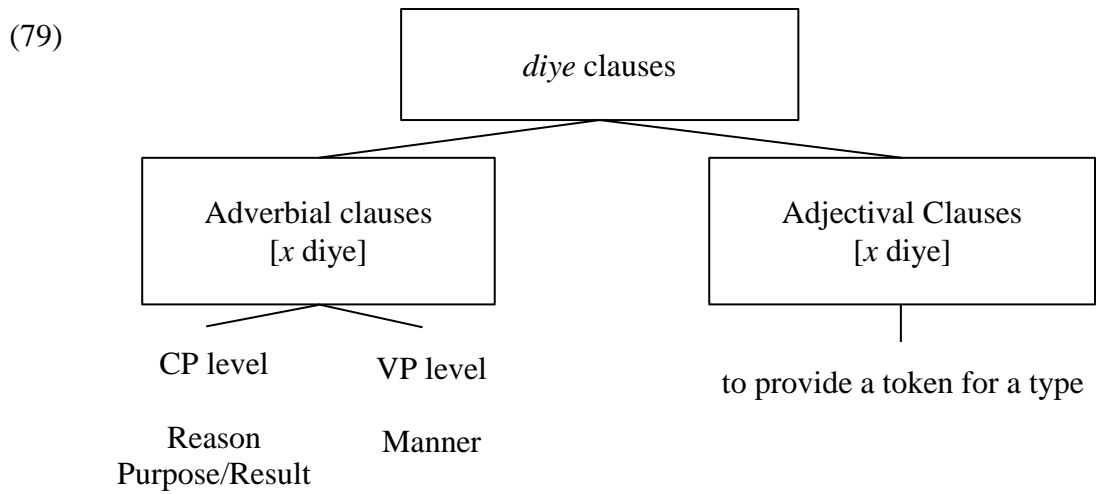 (79)
diye clauses
Adverbial clauses
[x diye]
Adjectival Clauses
[x diye]
CP level
VP level
to provide a token for a type
Reason
Purpose/Result
Manner